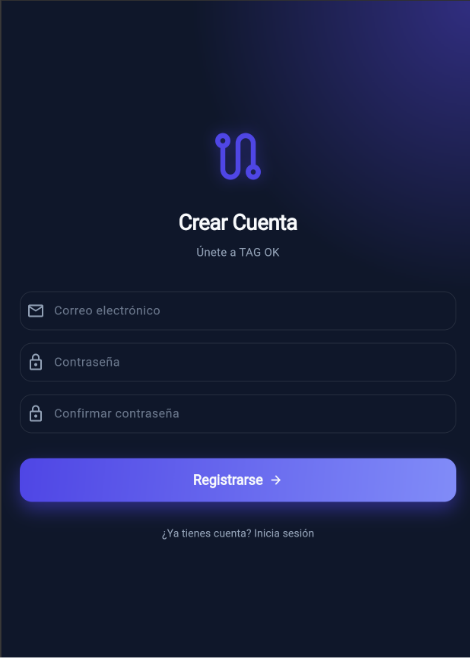 Crear Cuenta
Únete a TAG OK
Correo electrónico
Contraseña
Confirmar contraseña
Registrarse →
¿Ya tienes cuenta? Inicia sesión